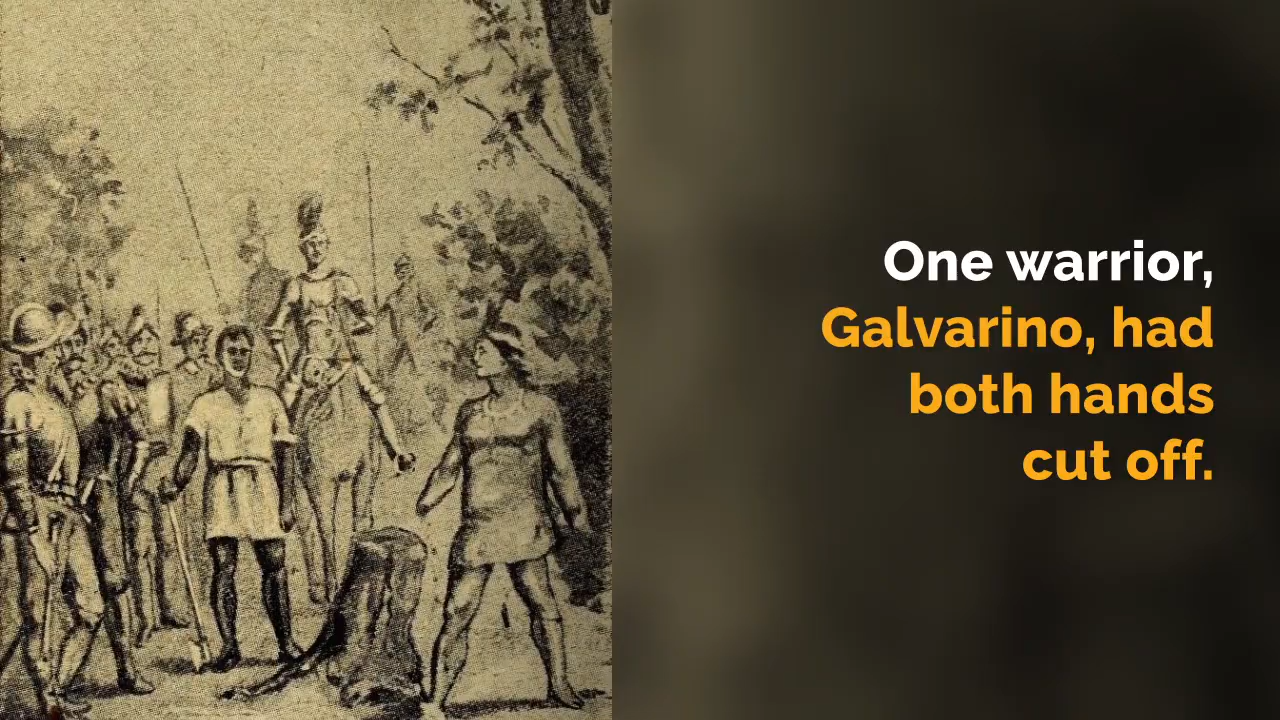 One warrior,
Galvarino, had
both hands
cut off.